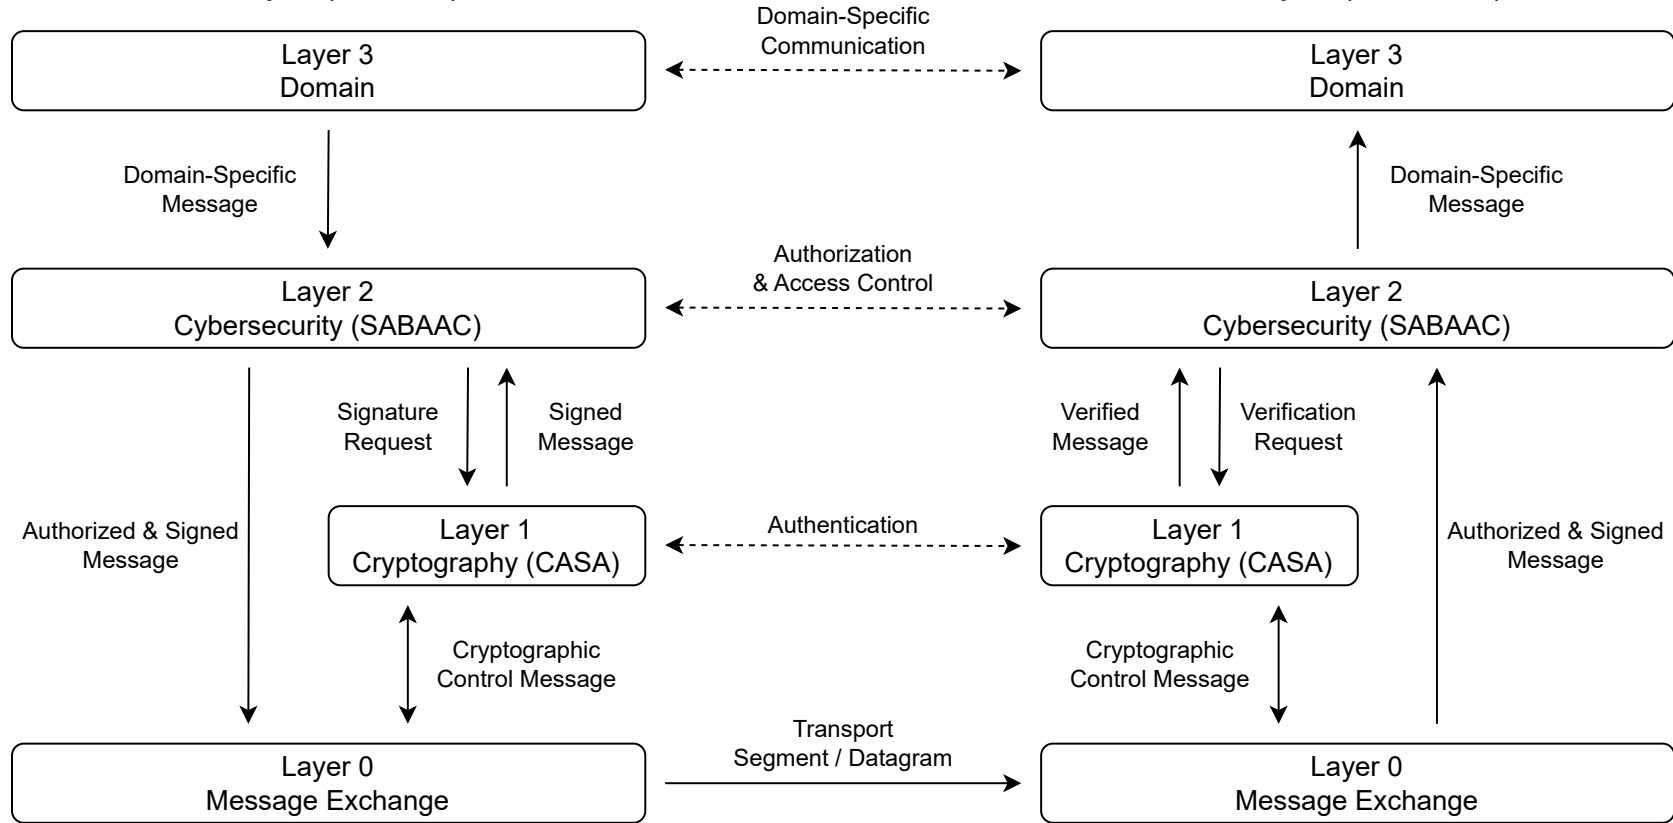 Domain-Specific
Communication
Layer 3
Domain
Layer 3
Domain
Domain-Specific
Message
Domain-Specific
Message
Authorization
& Access Control
Layer 2
Cybersecurity (SABAAC)
Layer 2
Cybersecurity (SABAAC)
Signature
Request
Signed
Message
Verified
Message
Verification
Request
Authorized & Signed
Message
Layer 1
Cryptography (CASA)
Authentication
Layer 1
Cryptography (CASA)
Authorized & Signed
Message
Cryptographic
Control Message
Cryptographic
Control Message
Transport
Segment / Datagram
Layer 0
Message Exchange
Layer 0
Message Exchange